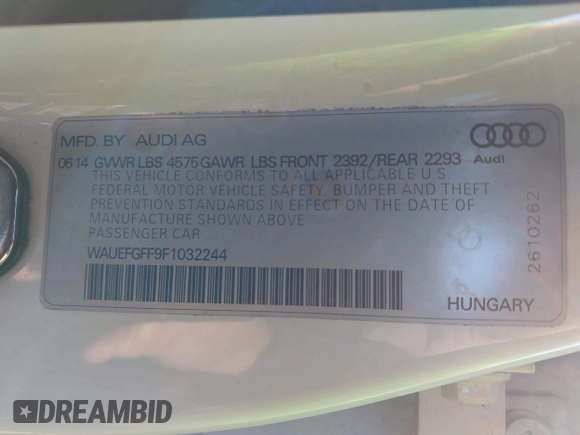 MFD. BY AUDI AG
06 14 GVWR LBS 4575 GAWR LBS FRONT 2392/REAR 2293
Audi
THIS VEHICLE CONFORMS TO ALL APPLICABLE U.S.
FEDERAL MOTOR VEHICLE SAFETY, BUMPER AND THEFT
PREVENTION STANDARDS IN EFFECT ON THE DATE OF
MANUFACTURE SHOWN ABOVE
PASSENGER CAR
WAUEFGFF9F1032244
2610262
HUNGARY
DREAMBID